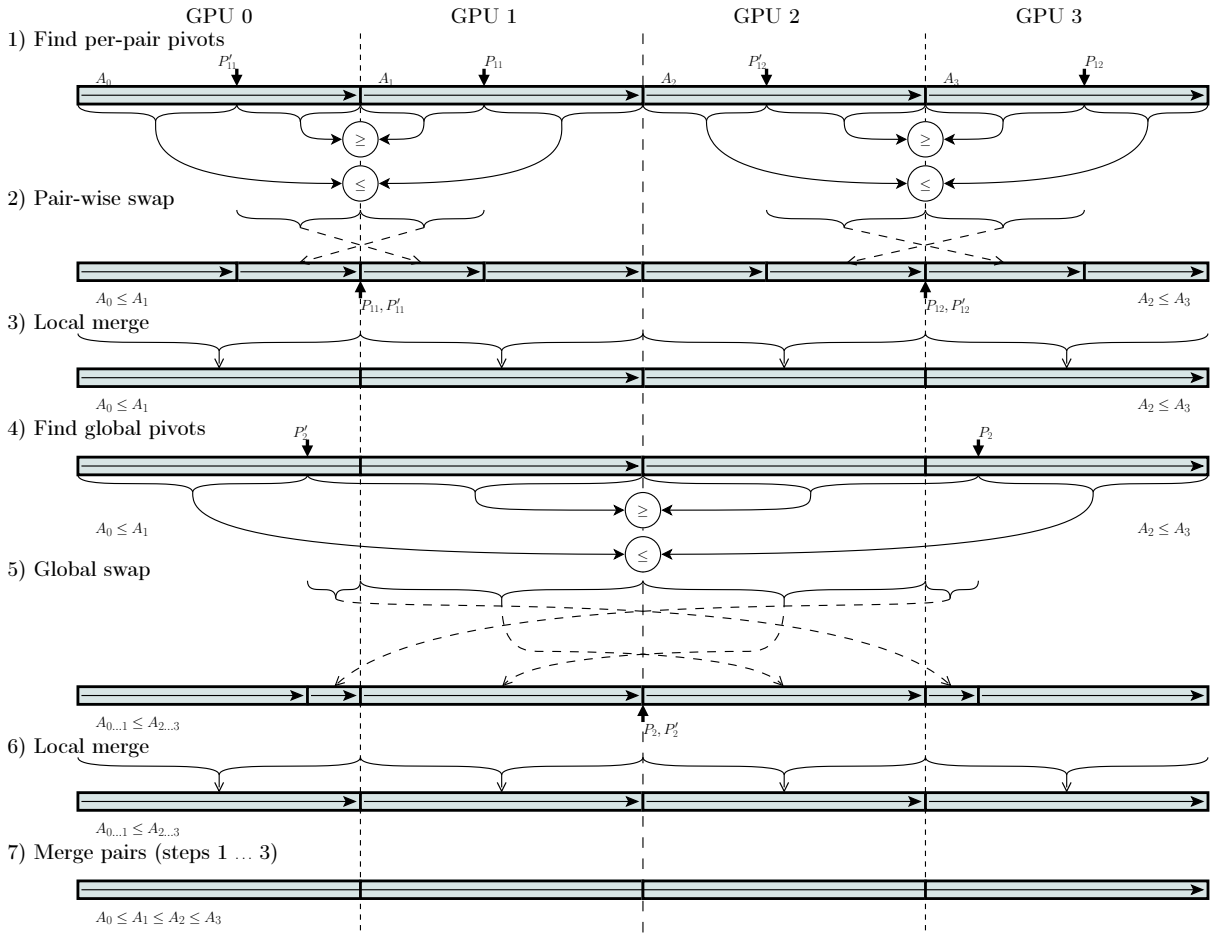 GPU 0 GPU 1 GPU 2 GPU 3
1) Find per-pair pivots
P′₁₁ P₁₁ P′₁₂ P₁₂
A₀ A₁ A₂ A₃
≥ ≥
≤ ≤
2) Pair-wise swap
A₀ ≤ A₁ P₁₁, P′₁₁ P₁₂, P′₁₂ A₂ ≤ A₃
3) Local merge
A₀ ≤ A₁ A₂ ≤ A₃
4) Find global pivots
P′₂ P₂
≥
A₀ ≤ A₁ A₂ ≤ A₃
≤
5) Global swap
A₀…₁ ≤ A₂…₃ P₂, P′₂
6) Local merge
A₀…₁ ≤ A₂…₃
7) Merge pairs (steps 1 … 3)
A₀ ≤ A₁ ≤ A₂ ≤ A₃